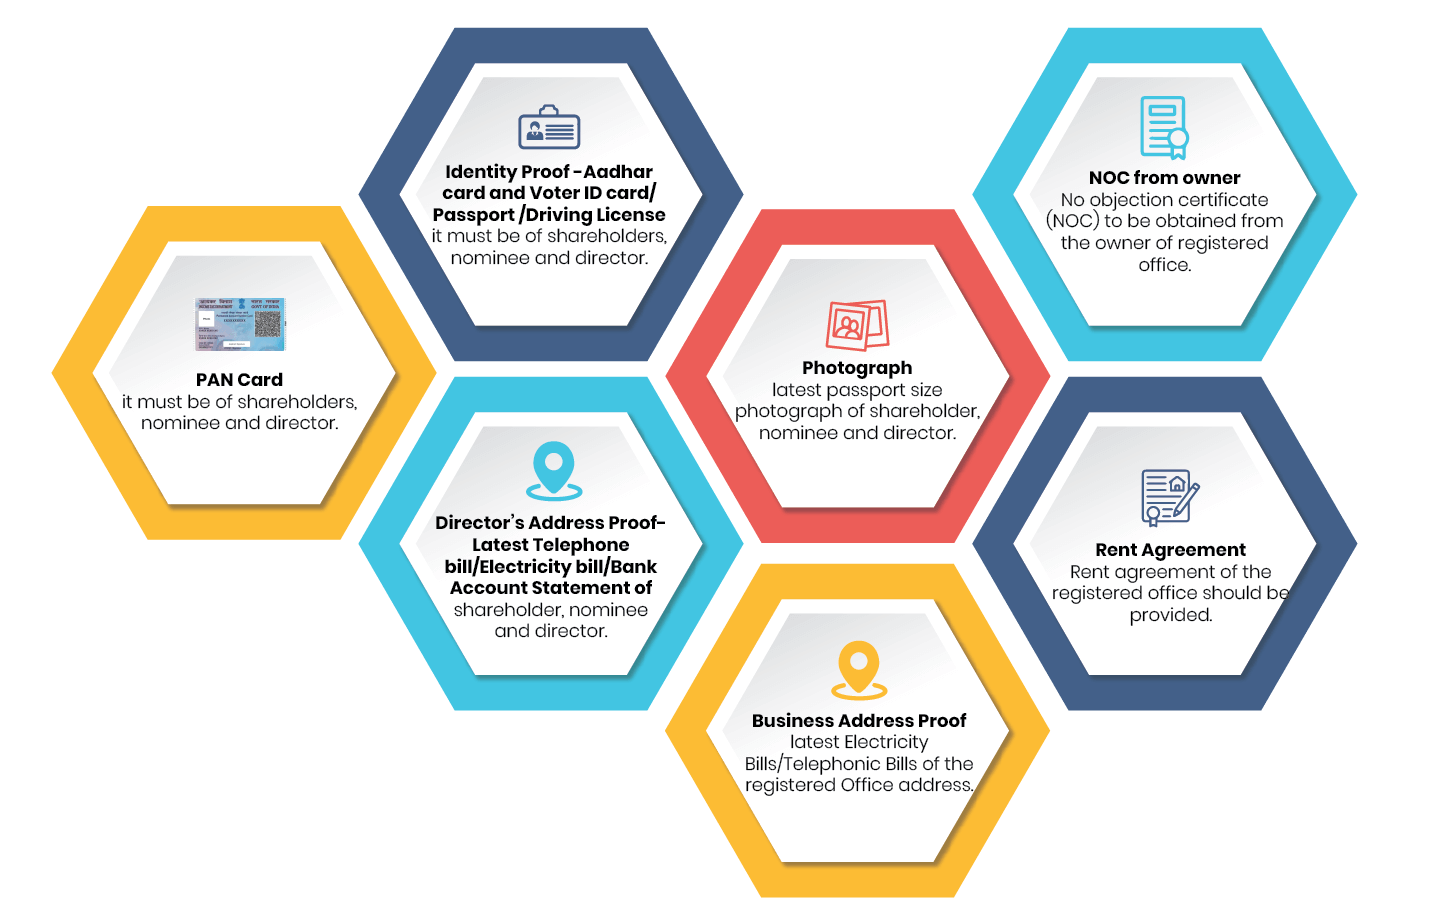 Identity Proof -Aadhar
card and Voter ID card/
Passport /Driving License
it must be of shareholders,
nominee and director.
NOC from owner
No objection certificate
(NOC) to be obtained from
the owner of registered
office.
PAN Card
it must be of shareholders,
nominee and director.
Photograph
latest passport size
photograph of shareholder,
nominee and director.
Director's Address Proof-
Latest Telephone
bill/Electricity bill/Bank
Account Statement of
shareholder, nominee
and director.
Rent Agreement
Rent agreement of the
registered office should be
provided.
Business Address Proof
latest Electricity
Bills/Telephonic Bills of the
registered Office address.